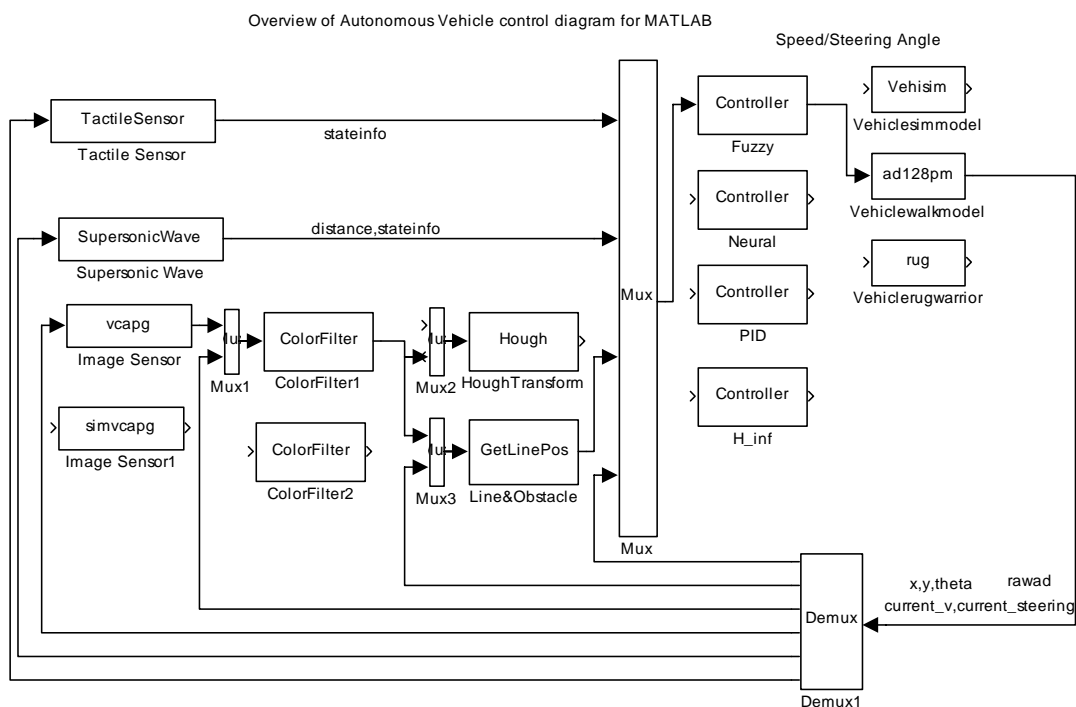 Overview of Autonomous Vehicle control diagram for MATLAB
Speed/Steering Angle
TactileSensor
Tactile Sensor
stateinfo
SupersonicWave
Supersonic Wave
distance,stateinfo
vcapg
Image Sensor
simvcapg
Image Sensor1
Mux1
ColorFilter
ColorFilter1
ColorFilter
ColorFilter2
Mux2
Hough
HoughTransform
Mux3
GetLinePos
Line&Obstacle
Mux
Mux
Controller
Fuzzy
Controller
Neural
Controller
PID
Controller
H_inf
Vehisim
Vehiclesimmodel
ad128pm
Vehiclewalkmodel
rug
Vehiclerugwarrior
x,y,theta
rawad
current_v,current_steering
Demux
Demux1